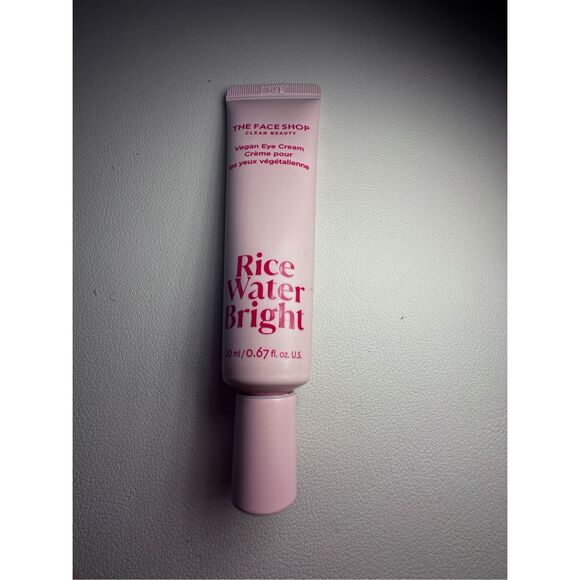 THE FACE SHOP
CLEAN BEAUTY
Vegan Eye Cream
Crème pour
les yeux végétalienne
Rice
Water
Bright
20 ml / 0.67 fl. oz. U.S.